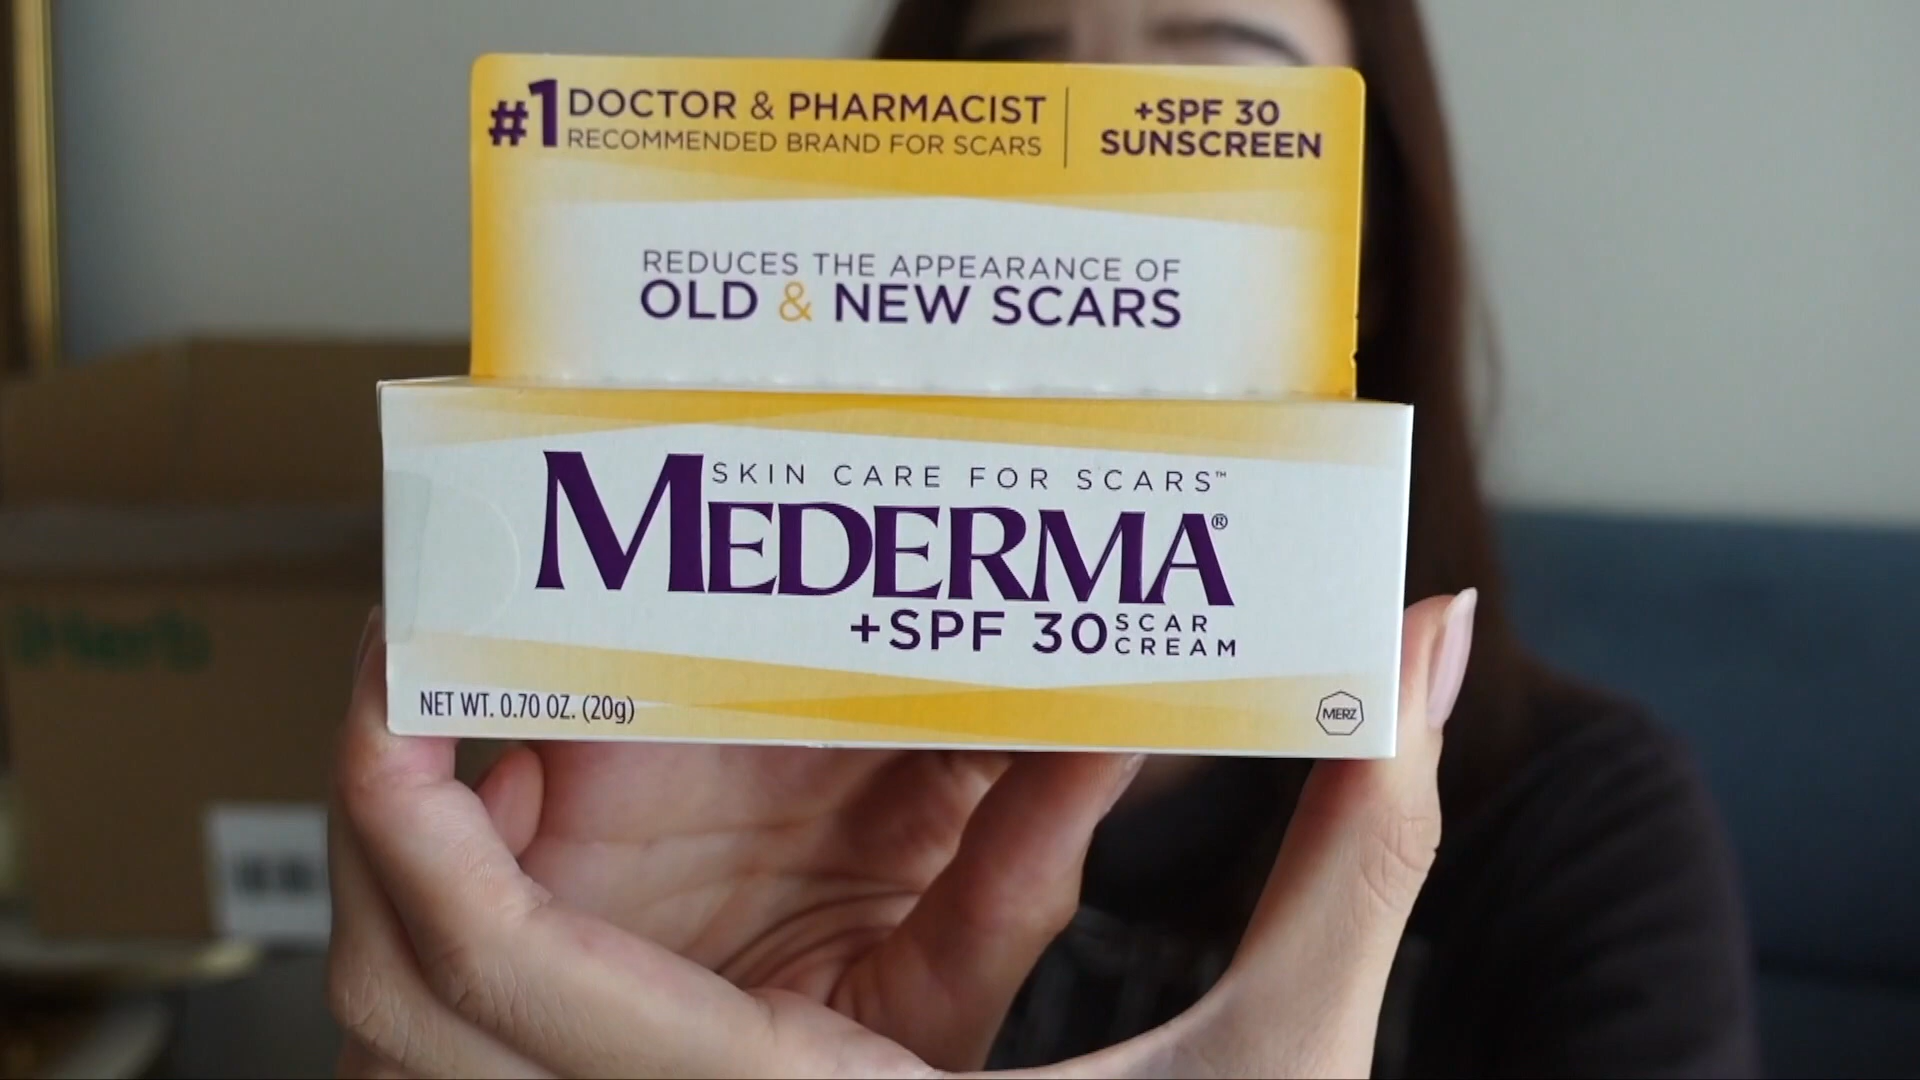 #1 DOCTOR & PHARMACIST
RECOMMENDED BRAND FOR SCARS
+SPF 30
SUNSCREEN
REDUCES THE APPEARANCE OF
OLD & NEW SCARS
SKIN CARE FOR SCARS™
MEDERMA®
+SPF 30 SCAR
CREAM
NET WT. 0.70 OZ. (20g)
MERZ
iHerb